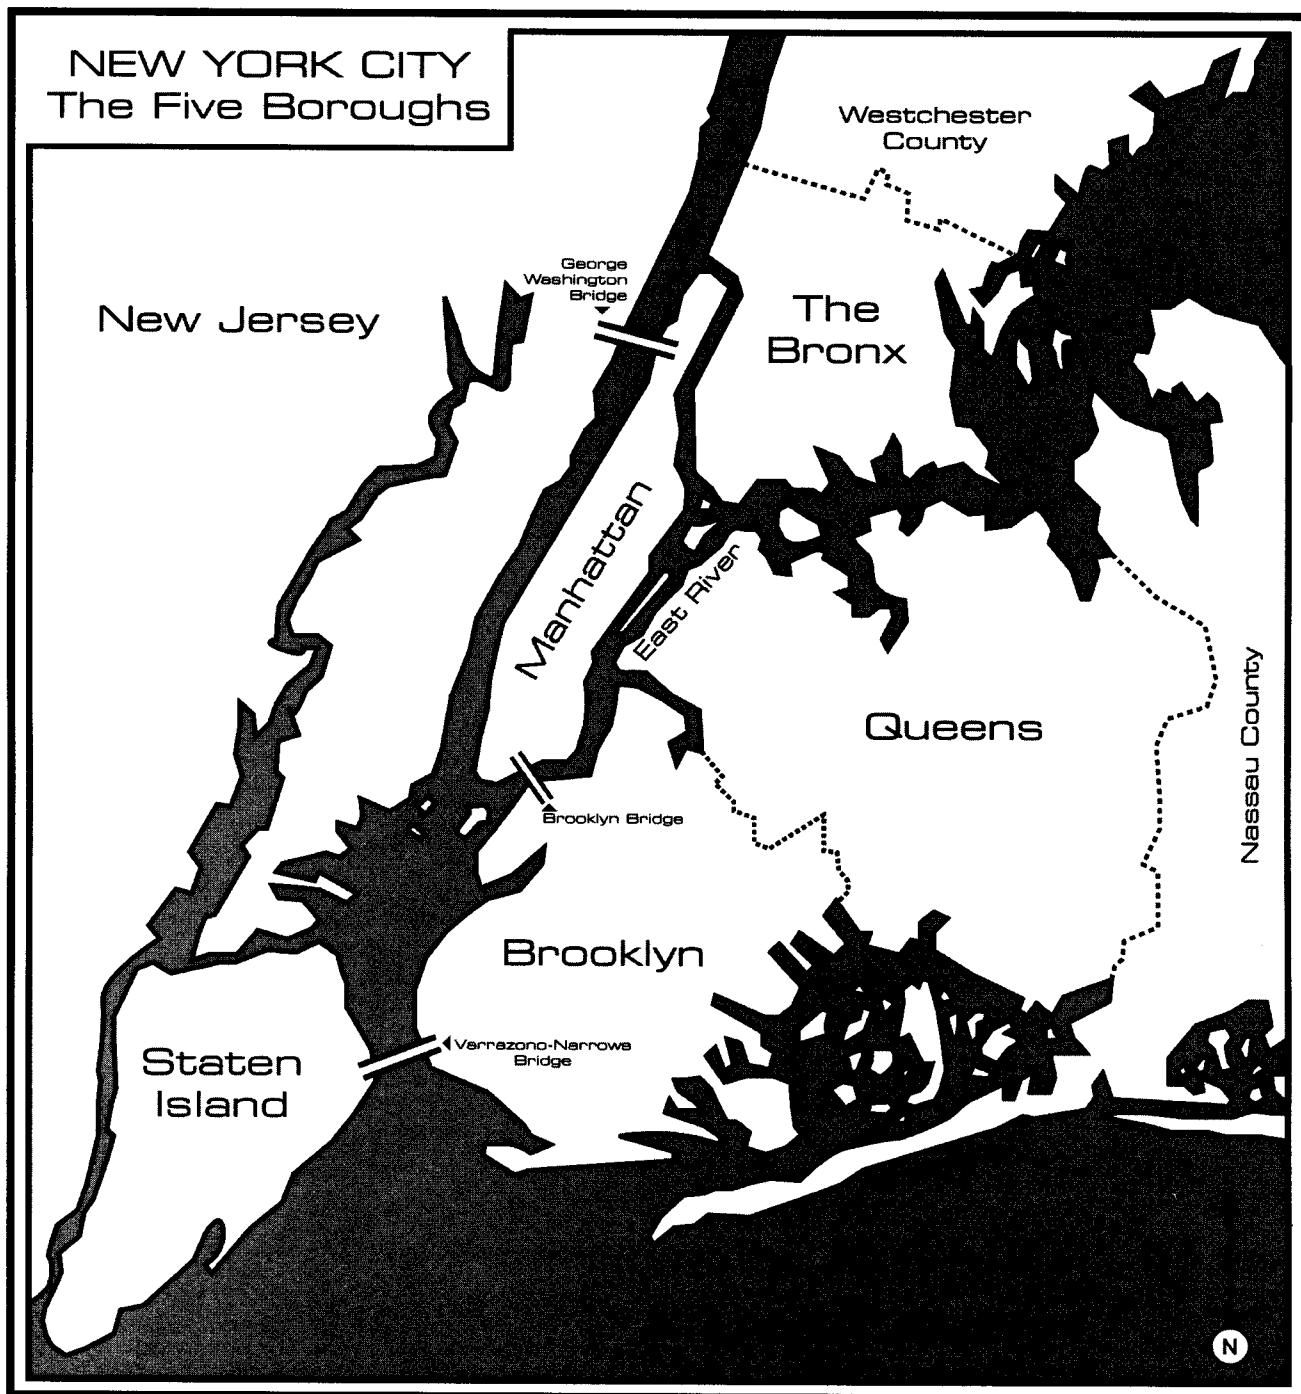 NEW YORK CITY
The Five Boroughs
Westchester
County
George
Washington
Bridge
New Jersey
The
Bronx
Manhattan
East River
Queens
Nassau County
Brooklyn Bridge
Brooklyn
Varrazono-Narrows
Bridge
Staten
Island
N